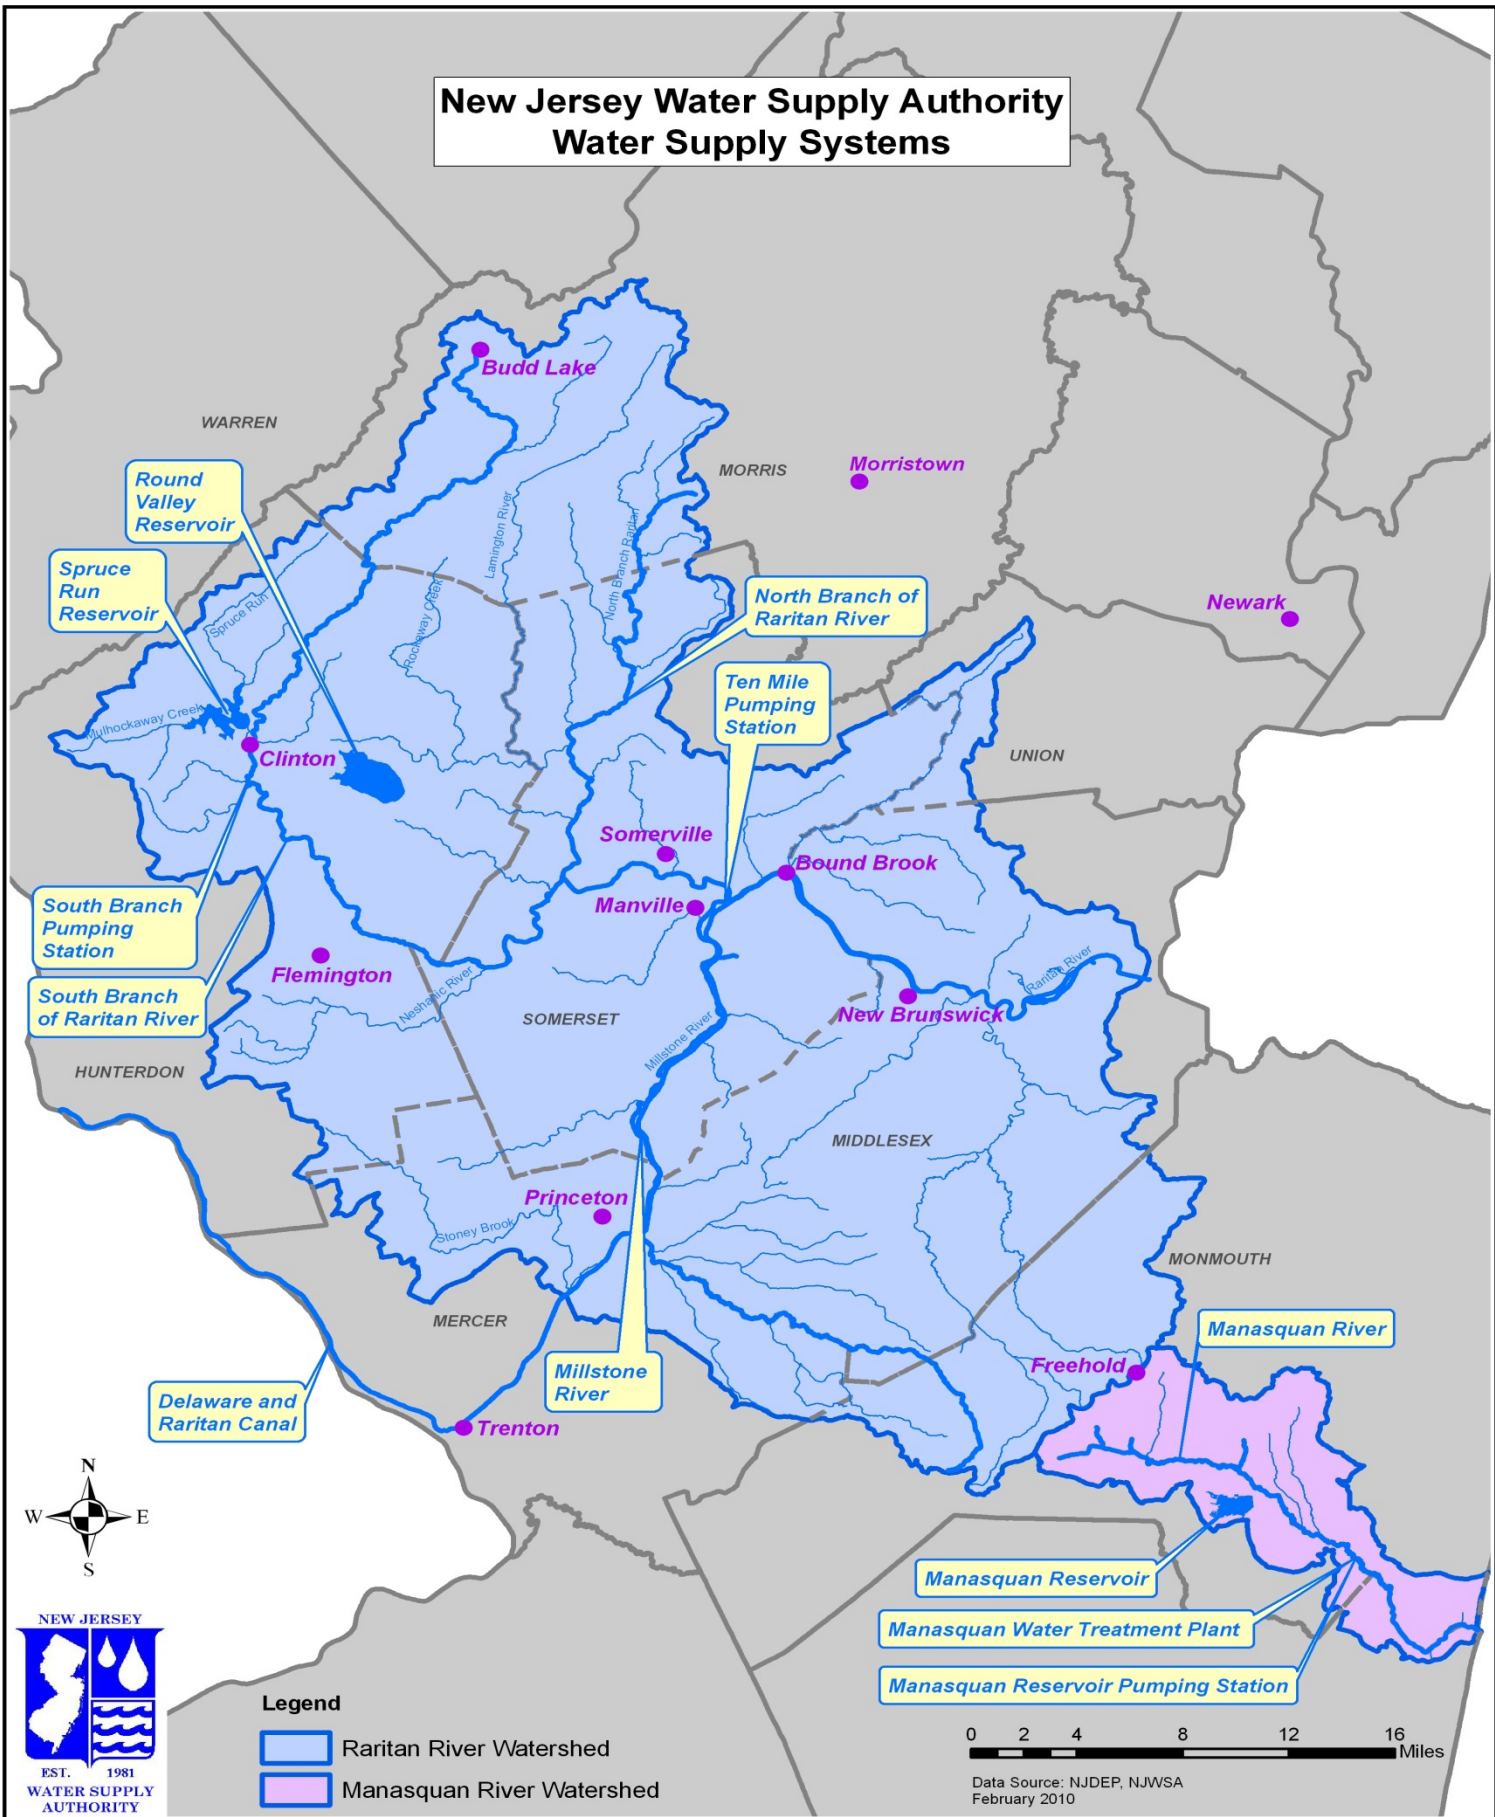 New Jersey Water Supply Authority
Water Supply Systems
Budd Lake
WARREN
MORRIS
Morristown
Round
Valley
Reservoir
Lamington River
North Branch Raritan
Spruce
Run
Reservoir
Spruce Run
Rockaway Creek
North Branch of
Raritan River
Newark
Ten Mile
Pumping
Station
Mulhockaway Creek
Clinton
UNION
Somerville
Bound Brook
South Branch
Pumping
Station
Manville
Flemington
South Branch
of Raritan River
Neshanic River
Raritan River
New Brunswick
SOMERSET
Millstone River
HUNTERDON
MIDDLESEX
Princeton
Stoney Brook
MONMOUTH
MERCER
Manasquan River
Millstone
River
Freehold
Delaware and
Raritan Canal
Trenton
N
W
E
S
Manasquan Reservoir
Manasquan Water Treatment Plant
Manasquan Reservoir Pumping Station
NEW JERSEY
EST. 1981
WATER SUPPLY
AUTHORITY
Legend
Raritan River Watershed
Manasquan River Watershed
0 2 4 8 12 16
Miles
Data Source: NJDEP, NJWSA
February 2010